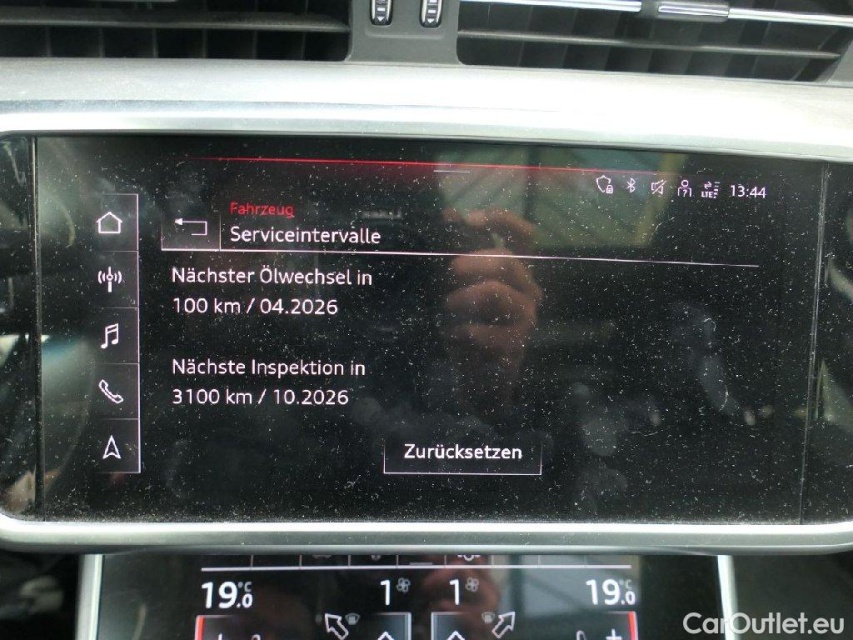 LTE 13:44
Fahrzeug
Serviceintervalle
Nächster Ölwechsel in
100 km / 04.2026
Nächste Inspektion in
3100 km / 10.2026
Zurücksetzen
19.0°C 1 1 19.0°C
CarOutlet.eu